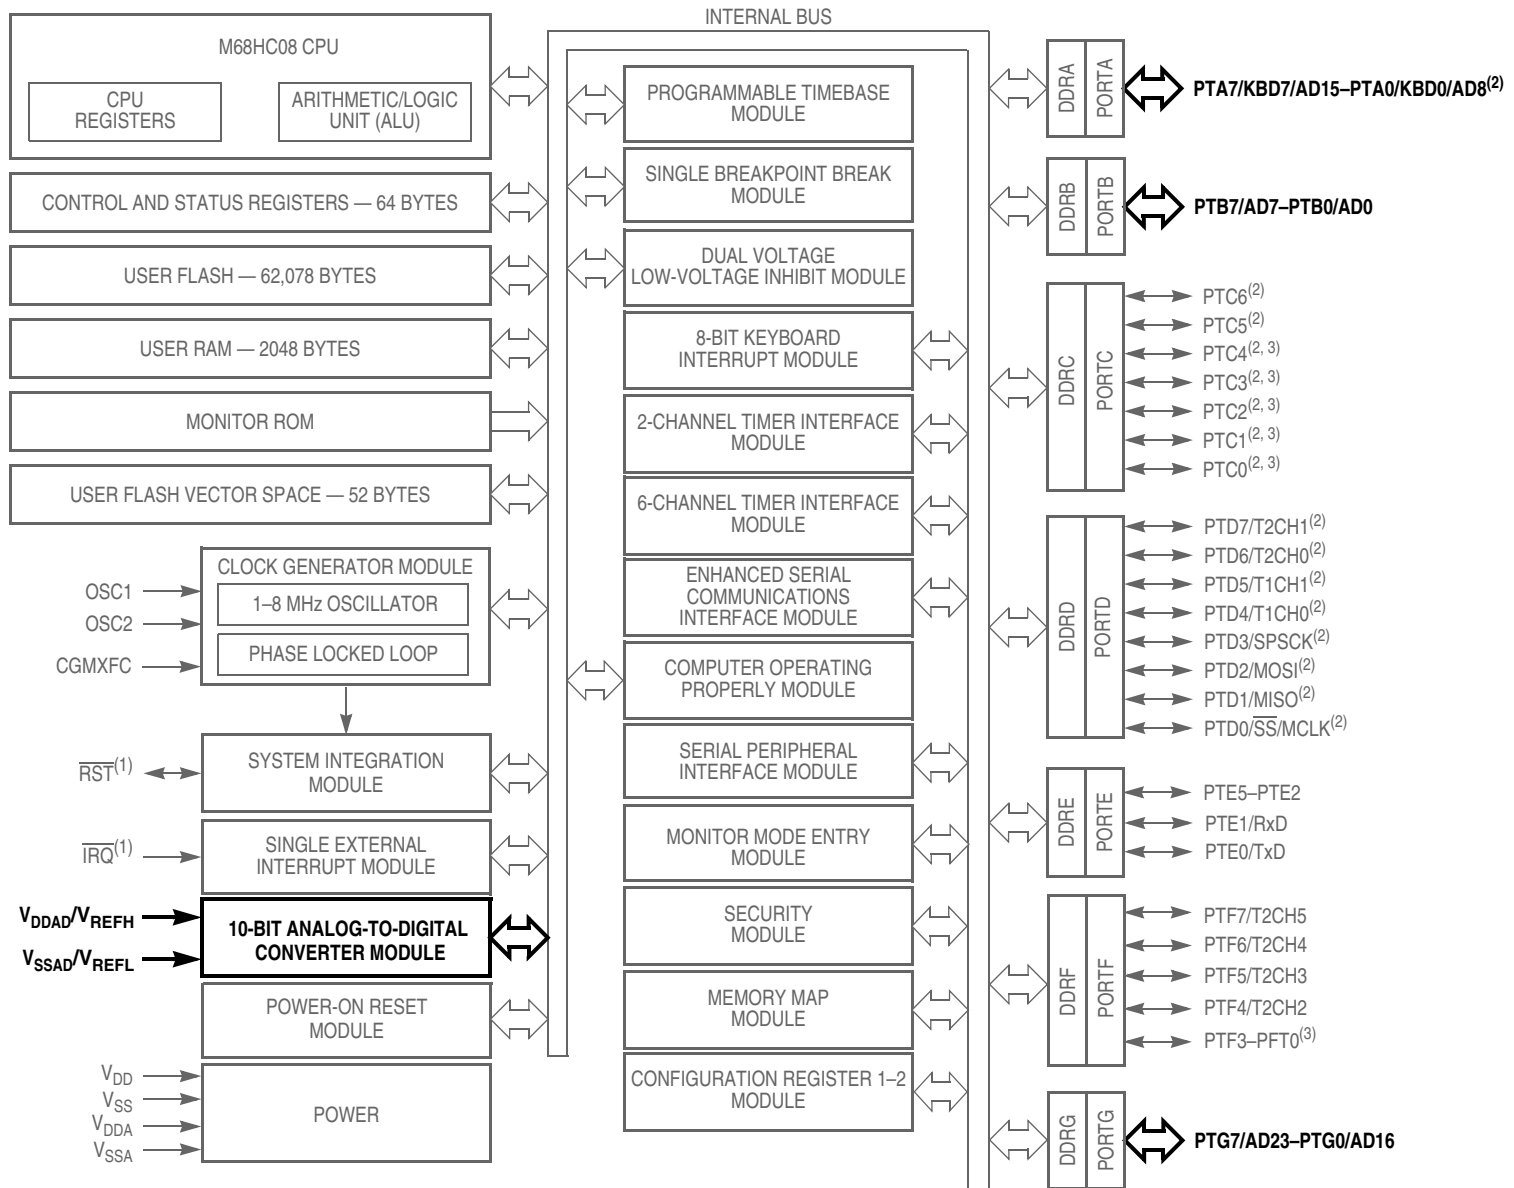 INTERNAL BUS
M68HC08 CPU
CPU
REGISTERS
ARITHMETIC/LOGIC
UNIT (ALU)
CONTROL AND STATUS REGISTERS — 64 BYTES
USER FLASH — 62,078 BYTES
USER RAM — 2048 BYTES
MONITOR ROM
USER FLASH VECTOR SPACE — 52 BYTES
CLOCK GENERATOR MODULE
1–8 MHz OSCILLATOR
PHASE LOCKED LOOP
OSC1
OSC2
CGMXFC
SYSTEM INTEGRATION
MODULE
RST(1)
SINGLE EXTERNAL
INTERRUPT MODULE
IRQ(1)
10-BIT ANALOG-TO-DIGITAL
CONVERTER MODULE
VDDAD/VREFH
VSSAD/VREFL
POWER-ON RESET
MODULE
POWER
VDD
VSS
VDDA
VSSA
PROGRAMMABLE TIMEBASE
MODULE
SINGLE BREAKPOINT BREAK
MODULE
DUAL VOLTAGE
LOW-VOLTAGE INHIBIT MODULE
8-BIT KEYBOARD
INTERRUPT MODULE
2-CHANNEL TIMER INTERFACE
MODULE
6-CHANNEL TIMER INTERFACE
MODULE
ENHANCED SERIAL
COMMUNICATIONS
INTERFACE MODULE
COMPUTER OPERATING
PROPERLY MODULE
SERIAL PERIPHERAL
INTERFACE MODULE
MONITOR MODE ENTRY
MODULE
SECURITY
MODULE
MEMORY MAP
MODULE
CONFIGURATION REGISTER 1–2
MODULE
DDRA
PORTA
PTA7/KBD7/AD15–PTA0/KBD0/AD8(2)
DDRB
PORTB
PTB7/AD7–PTB0/AD0
DDRC
PORTC
PTC6(2)
PTC5(2)
PTC4(2, 3)
PTC3(2, 3)
PTC2(2, 3)
PTC1(2, 3)
PTC0(2, 3)
DDRD
PORTD
PTD7/T2CH1(2)
PTD6/T2CH0(2)
PTD5/T1CH1(2)
PTD4/T1CH0(2)
PTD3/SPSCK(2)
PTD2/MOSI(2)
PTD1/MISO(2)
PTD0/SS/MCLK(2)
DDRE
PORTE
PTE5–PTE2
PTE1/RxD
PTE0/TxD
DDRF
PORTF
PTF7/T2CH5
PTF6/T2CH4
PTF5/T2CH3
PTF4/T2CH2
PTF3–PFT0(3)
DDRG
PORTG
PTG7/AD23–PTG0/AD16